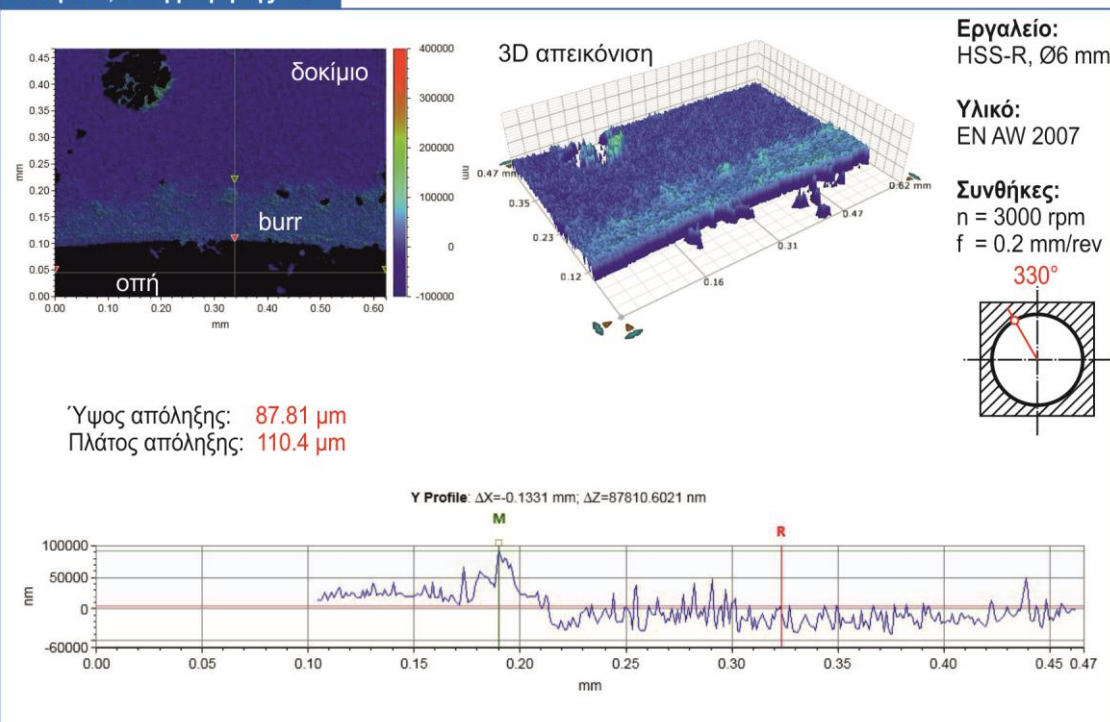 0.45
0.40
0.35
0.30
0.25
0.20
0.15
0.10
0.05
0.00
mm
0.00
0.10
0.20
0.30
0.40
0.50
mm
δοκίμιο
burr
οπή
400000
300000
200000
100000
0
-100000
nm
3D απεικόνιση
0.47 mm
0.35
0.23
0.12
0.16
0.31
0.47
0.62 mm
Εργαλείο:
HSS-R, Ø6 mm
Υλικό:
EN AW 2007
Συνθήκες:
n = 3000 rpm
f = 0.2 mm/rev
330°
Ύψος απόληξης: 87.81 μm
Πλάτος απόληξης: 110.4 μm
Y Profile: ΔX=-0.1331 mm; ΔZ=87810.6021 nm
M
R
100000
50000
0
-60000
nm
0.00 0.05 0.10 0.15 0.20 0.25 0.30 0.35 0.40 0.45 0.47
mm